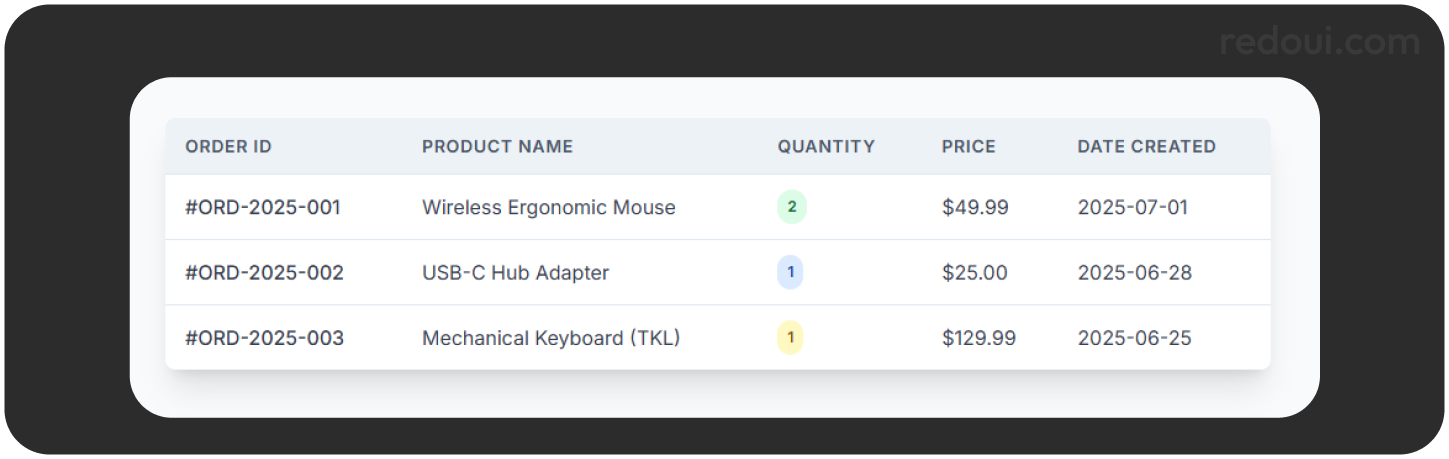 redoui.com
ORDER ID PRODUCT NAME QUANTITY PRICE DATE CREATED
#ORD-2025-001 Wireless Ergonomic Mouse 2 $49.99 2025-07-01
#ORD-2025-002 USB-C Hub Adapter 1 $25.00 2025-06-28
#ORD-2025-003 Mechanical Keyboard (TKL) 1 $129.99 2025-06-25